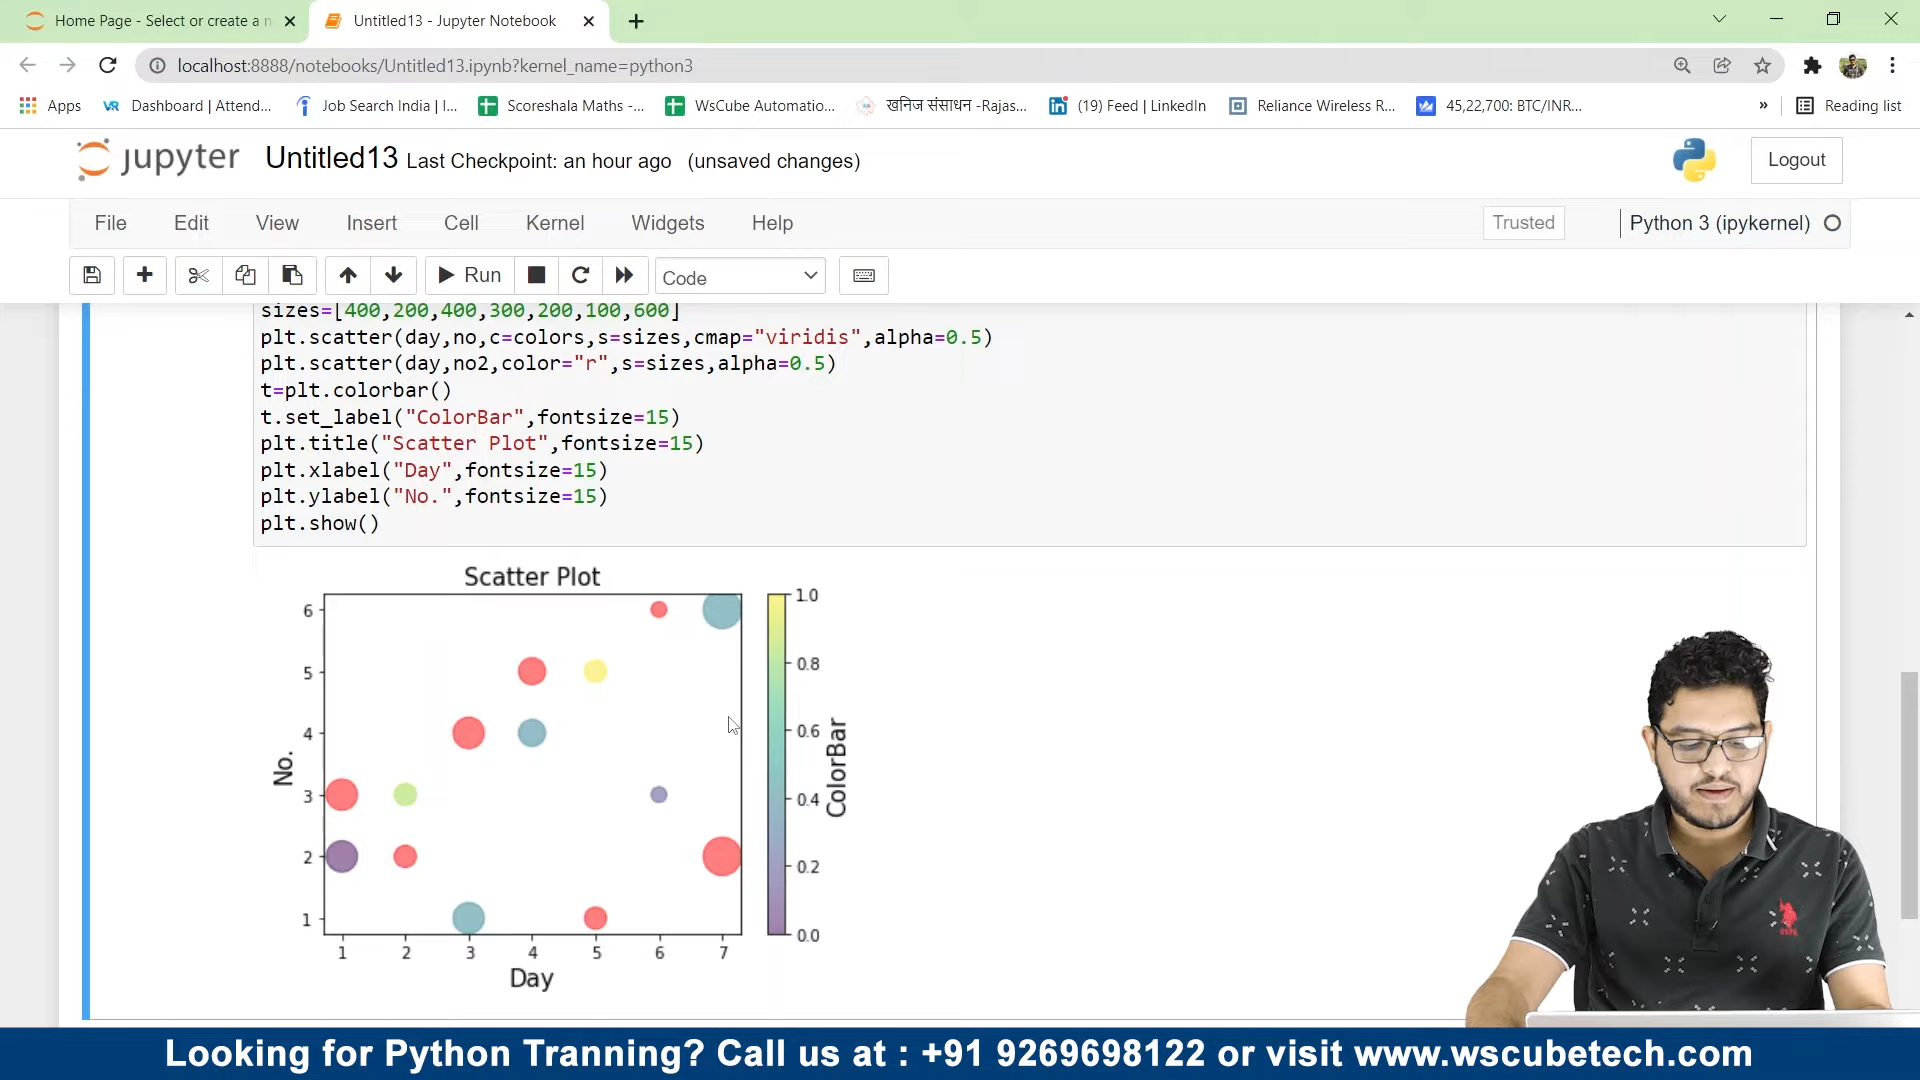 Home Page - Select or create a n
Untitled13 - Jupyter Notebook
localhost:8888/notebooks/Untitled13.ipynb?kernel_name=python3
Apps
VR Dashboard | Attend...
Job Search India | I...
Scoreshala Maths -...
WsCube Automatio...
खनिज संसाधन -Rajas...
in (19) Feed | LinkedIn
Reliance Wireless R...
45,22,700: BTC/INR...
»
Reading list
jupyter Untitled13 Last Checkpoint: an hour ago (unsaved changes)
Logout
File Edit View Insert Cell Kernel Widgets Help
Trusted
Python 3 (ipykernel)
Run
Code
sizes=[400,200,400,300,200,100,600]
plt.scatter(day,no,c=colors,s=sizes,cmap="viridis",alpha=0.5)
plt.scatter(day,no2,color="r",s=sizes,alpha=0.5)
t=plt.colorbar()
t.set_label("ColorBar",fontsize=15)
plt.title("Scatter Plot",fontsize=15)
plt.xlabel("Day",fontsize=15)
plt.ylabel("No.",fontsize=15)
plt.show()
Scatter Plot
6
5
4
3
2
1
No.
1 2 3 4 5 6 7
Day
1.0
0.8
0.6
0.4
0.2
0.0
ColorBar
USPA
Looking for Python Tranning? Call us at : +91 9269698122 or visit www.wscubetech.com